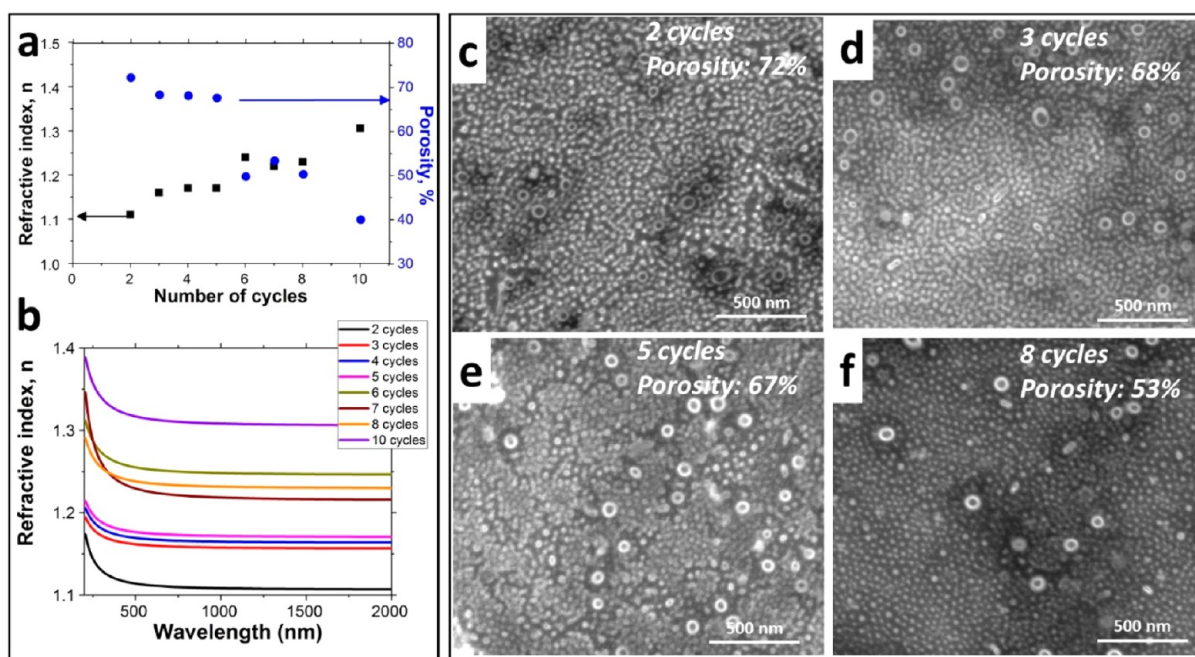 a
1.5
1.4
1.3
1.2
1.1
1.0
Refractive index, n
80
70
60
50
40
30
Porosity, %
0 2 4 6 8 10
Number of cycles
b
1.4
1.3
1.2
1.1
Refractive index, n
2 cycles
3 cycles
4 cycles
5 cycles
6 cycles
7 cycles
8 cycles
10 cycles
500 1000 1500 2000
Wavelength (nm)
c
2 cycles
Porosity: 72%
500 nm
d
3 cycles
Porosity: 68%
500 nm
e
5 cycles
Porosity: 67%
500 nm
f
8 cycles
Porosity: 53%
500 nm